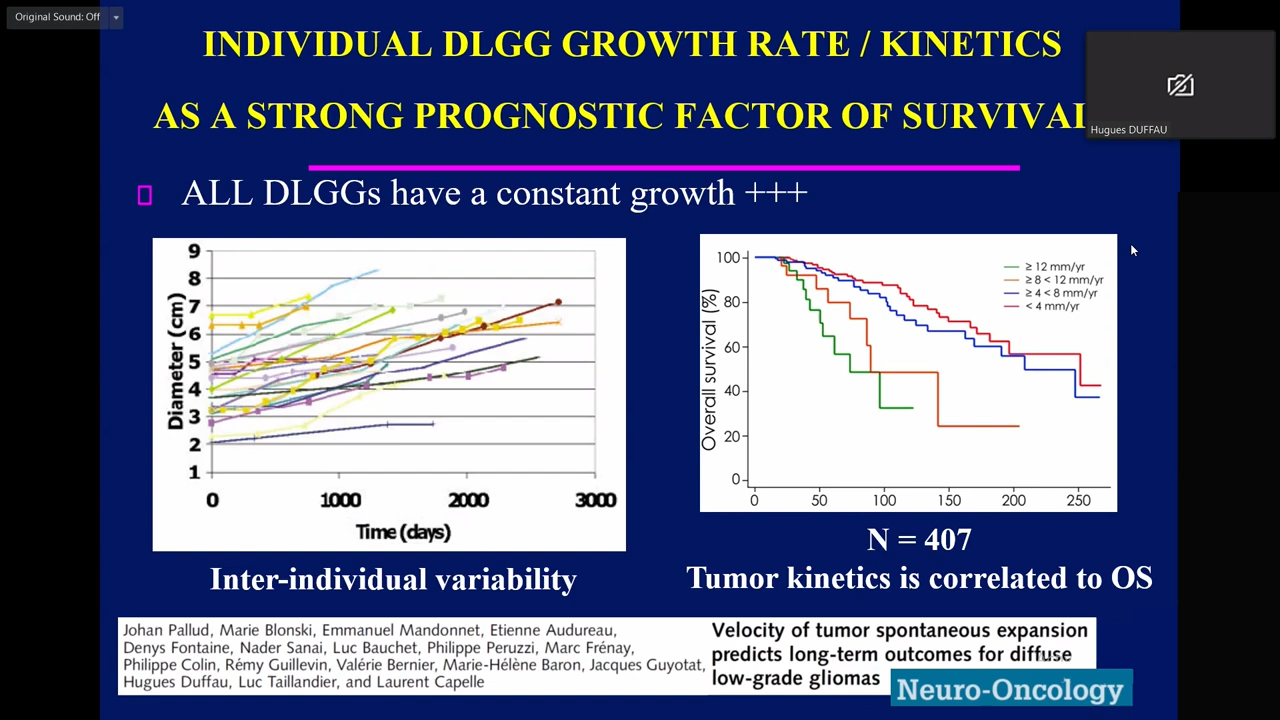 Original Sound: Off
INDIVIDUAL DLGG GROWTH RATE / KINETICS
AS A STRONG PROGNOSTIC FACTOR OF SURVIVAL
Hugues DUFFAU
ALL DLGGs have a constant growth +++
9
8
7
6
5
4
3
2
1
Diameter (cm)
0 1000 2000 3000
Time (days)
100
80
60
40
20
0
Overall survival (%)
≥ 12 mm/yr
≥ 8 < 12 mm/yr
≥ 4 < 8 mm/yr
< 4 mm/yr
0 50 100 150 200 250
Inter-individual variability
N = 407
Tumor kinetics is correlated to OS
Johan Pallud, Marie Blonski, Emmanuel Mandonnet, Etienne Audureau,
Denys Fontaine, Nader Sanai, Luc Bauchet, Philippe Peruzzi, Marc Frénay,
Philippe Colin, Rémy Guillevin, Valérie Bernier, Marie-Hélène Baron, Jacques Guyotat,
Hugues Duffau, Luc Taillandier, and Laurent Capelle
Velocity of tumor spontaneous expansion
predicts long-term outcomes for diffuse
low-grade gliomas
Neuro-Oncology